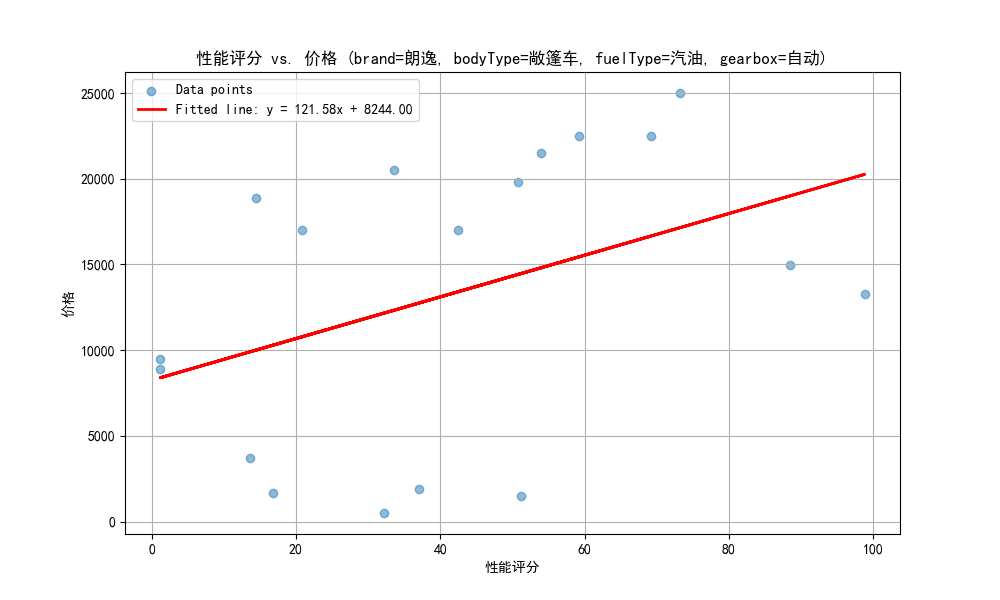 性能评分 vs. 价格 (brand=朗逸, bodyType=敞篷车, fuelType=汽油, gearbox=自动)
Data points
Fitted line: y = 121.58x + 8244.00
25000
20000
15000
10000
5000
0
价格
0 20 40 60 80 100
性能评分